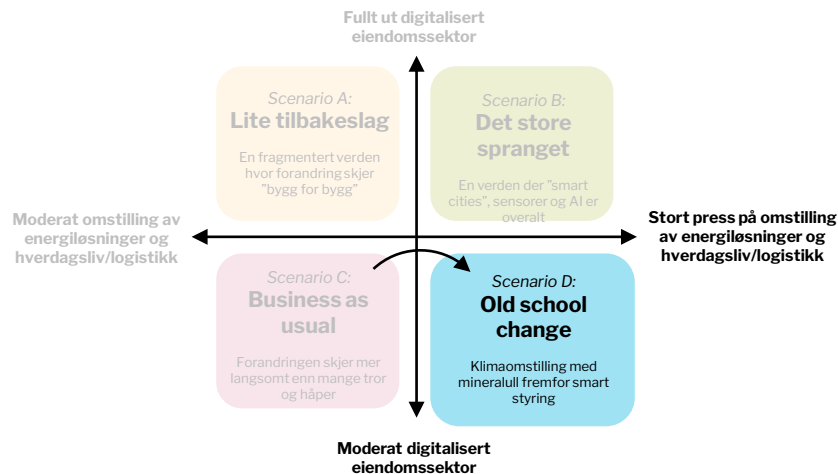 Fullt ut digitalisert
eiendomssektor
Scenario A:
Lite tilbakeslag
En fragmentert verden
hvor forandring skjer
”bygg for bygg”
Scenario B:
Det store
spranget
En verden der ”smart
cities”, sensorer og AI er
overalt
Moderat omstilling av
energiløsninger og
hverdagsliv/logistikk
Stort press på omstilling
av energiløsninger og
hverdagsliv/logistikk
Scenario C:
Business as
usual
Forandringen skjer mer
langsomt enn mange tror
og håper
Scenario D:
Old school
change
Klimaomstilling med
mineralull fremfor smart
styring
Moderat digitalisert
eiendomssektor